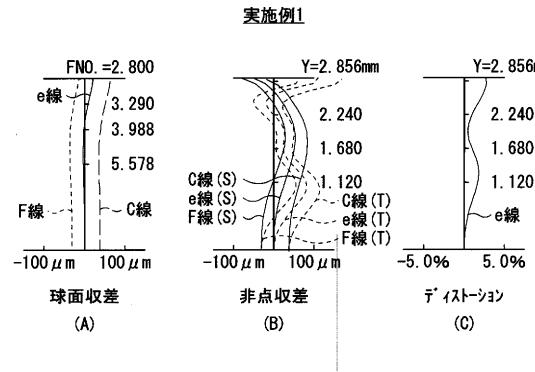 実施例1
FNO.=2.800
e線
3.290
3.988
5.578
F線
C線
-100μm
100μm
球面収差
(A)
Y=2.856mm
2.240
1.680
1.120
C線(S)
e線(S)
F線(S)
C線(T)
e線(T)
F線(T)
-100μm
100μm
非点収差
(B)
Y=2.856m
2.240
1.680
1.120
e線
-5.0%
5.0%
ディストーション
(C)